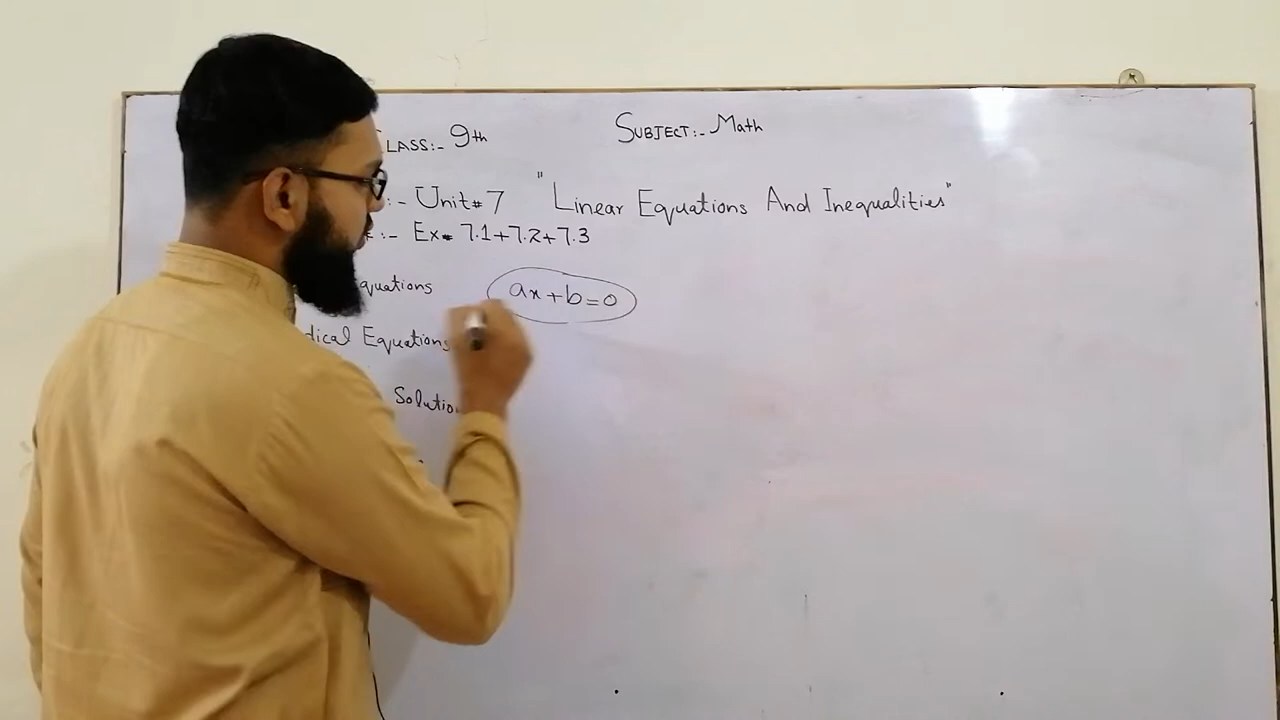 LASS:- 9th
SUBJECT:- Math
:- Unit# 7 "Linear Equations And Inequalities"
:- Ex# 7.1+7.2+7.3
quations ax+b=0
dical Equations
Solution